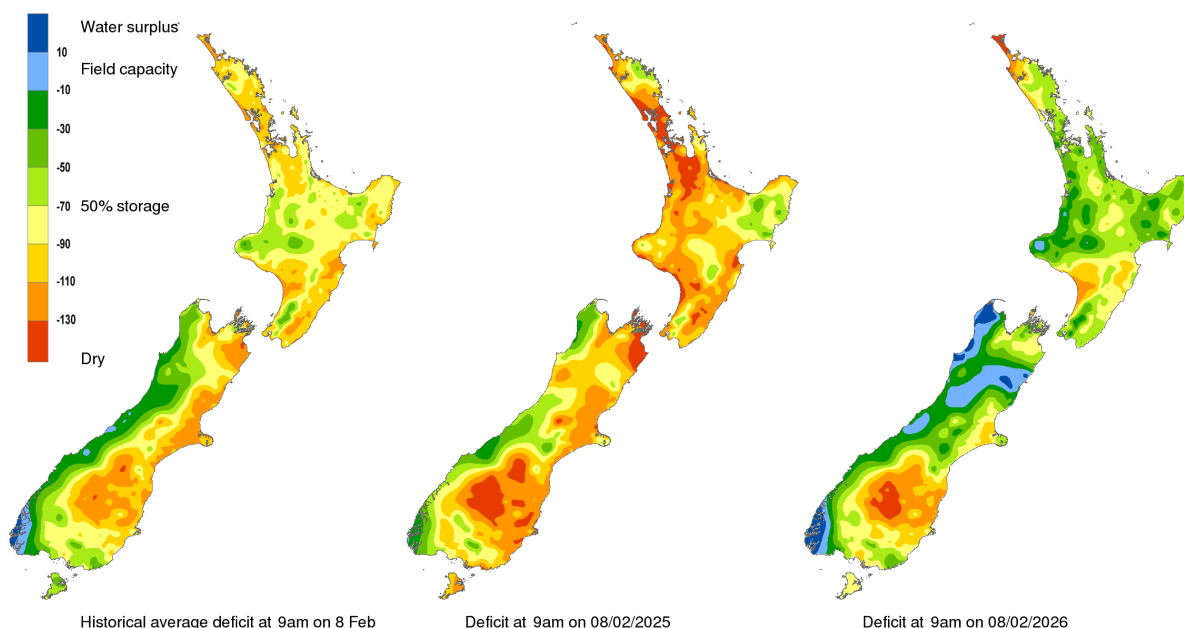 Water surplus
10
Field capacity
-10
-30
-50
-70
50% storage
-90
-110
-130
Dry
Historical average deficit at 9am on 8 Feb
Deficit at 9am on 08/02/2025
Deficit at 9am on 08/02/2026